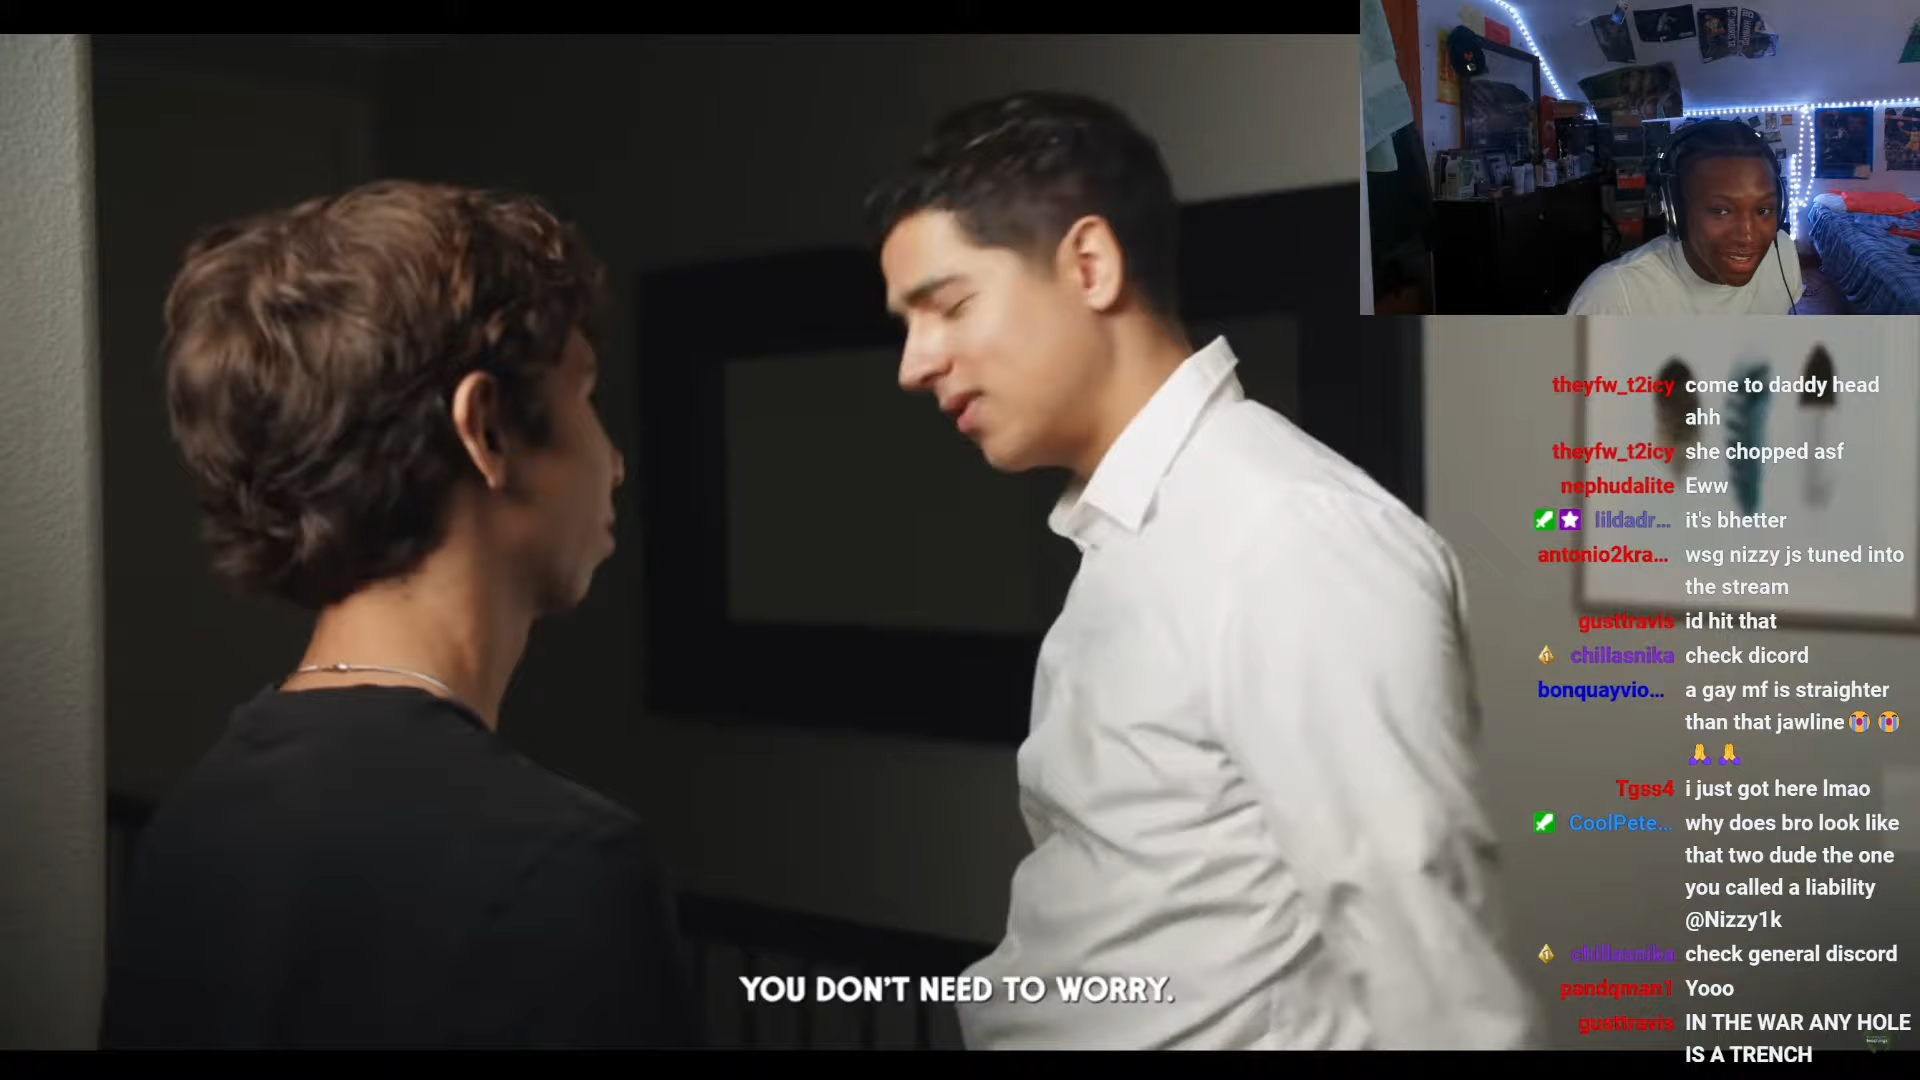 theyfw_t2icy come to daddy head
ahh
theyfw_t2icy she chopped asf
nephudalite Eww
lildadr... it's bhetter
antonio2kra... wsg nizzy js tuned into
the stream
gusttravis id hit that
chillasnika check dicord
bonquayvio... a gay mf is straighter
than that jawline😭 😭
🙏 🙏
Tgss4 i just got here lmao
CoolPete... why does bro look like
that two dude the one
you called a liability
@Nizzy1k
chillasnika check general discord
YOU DON'T NEED TO WORRY.
pandqman1 Yooo
gusttravis IN THE WAR ANY HOLE
IS A TRENCH